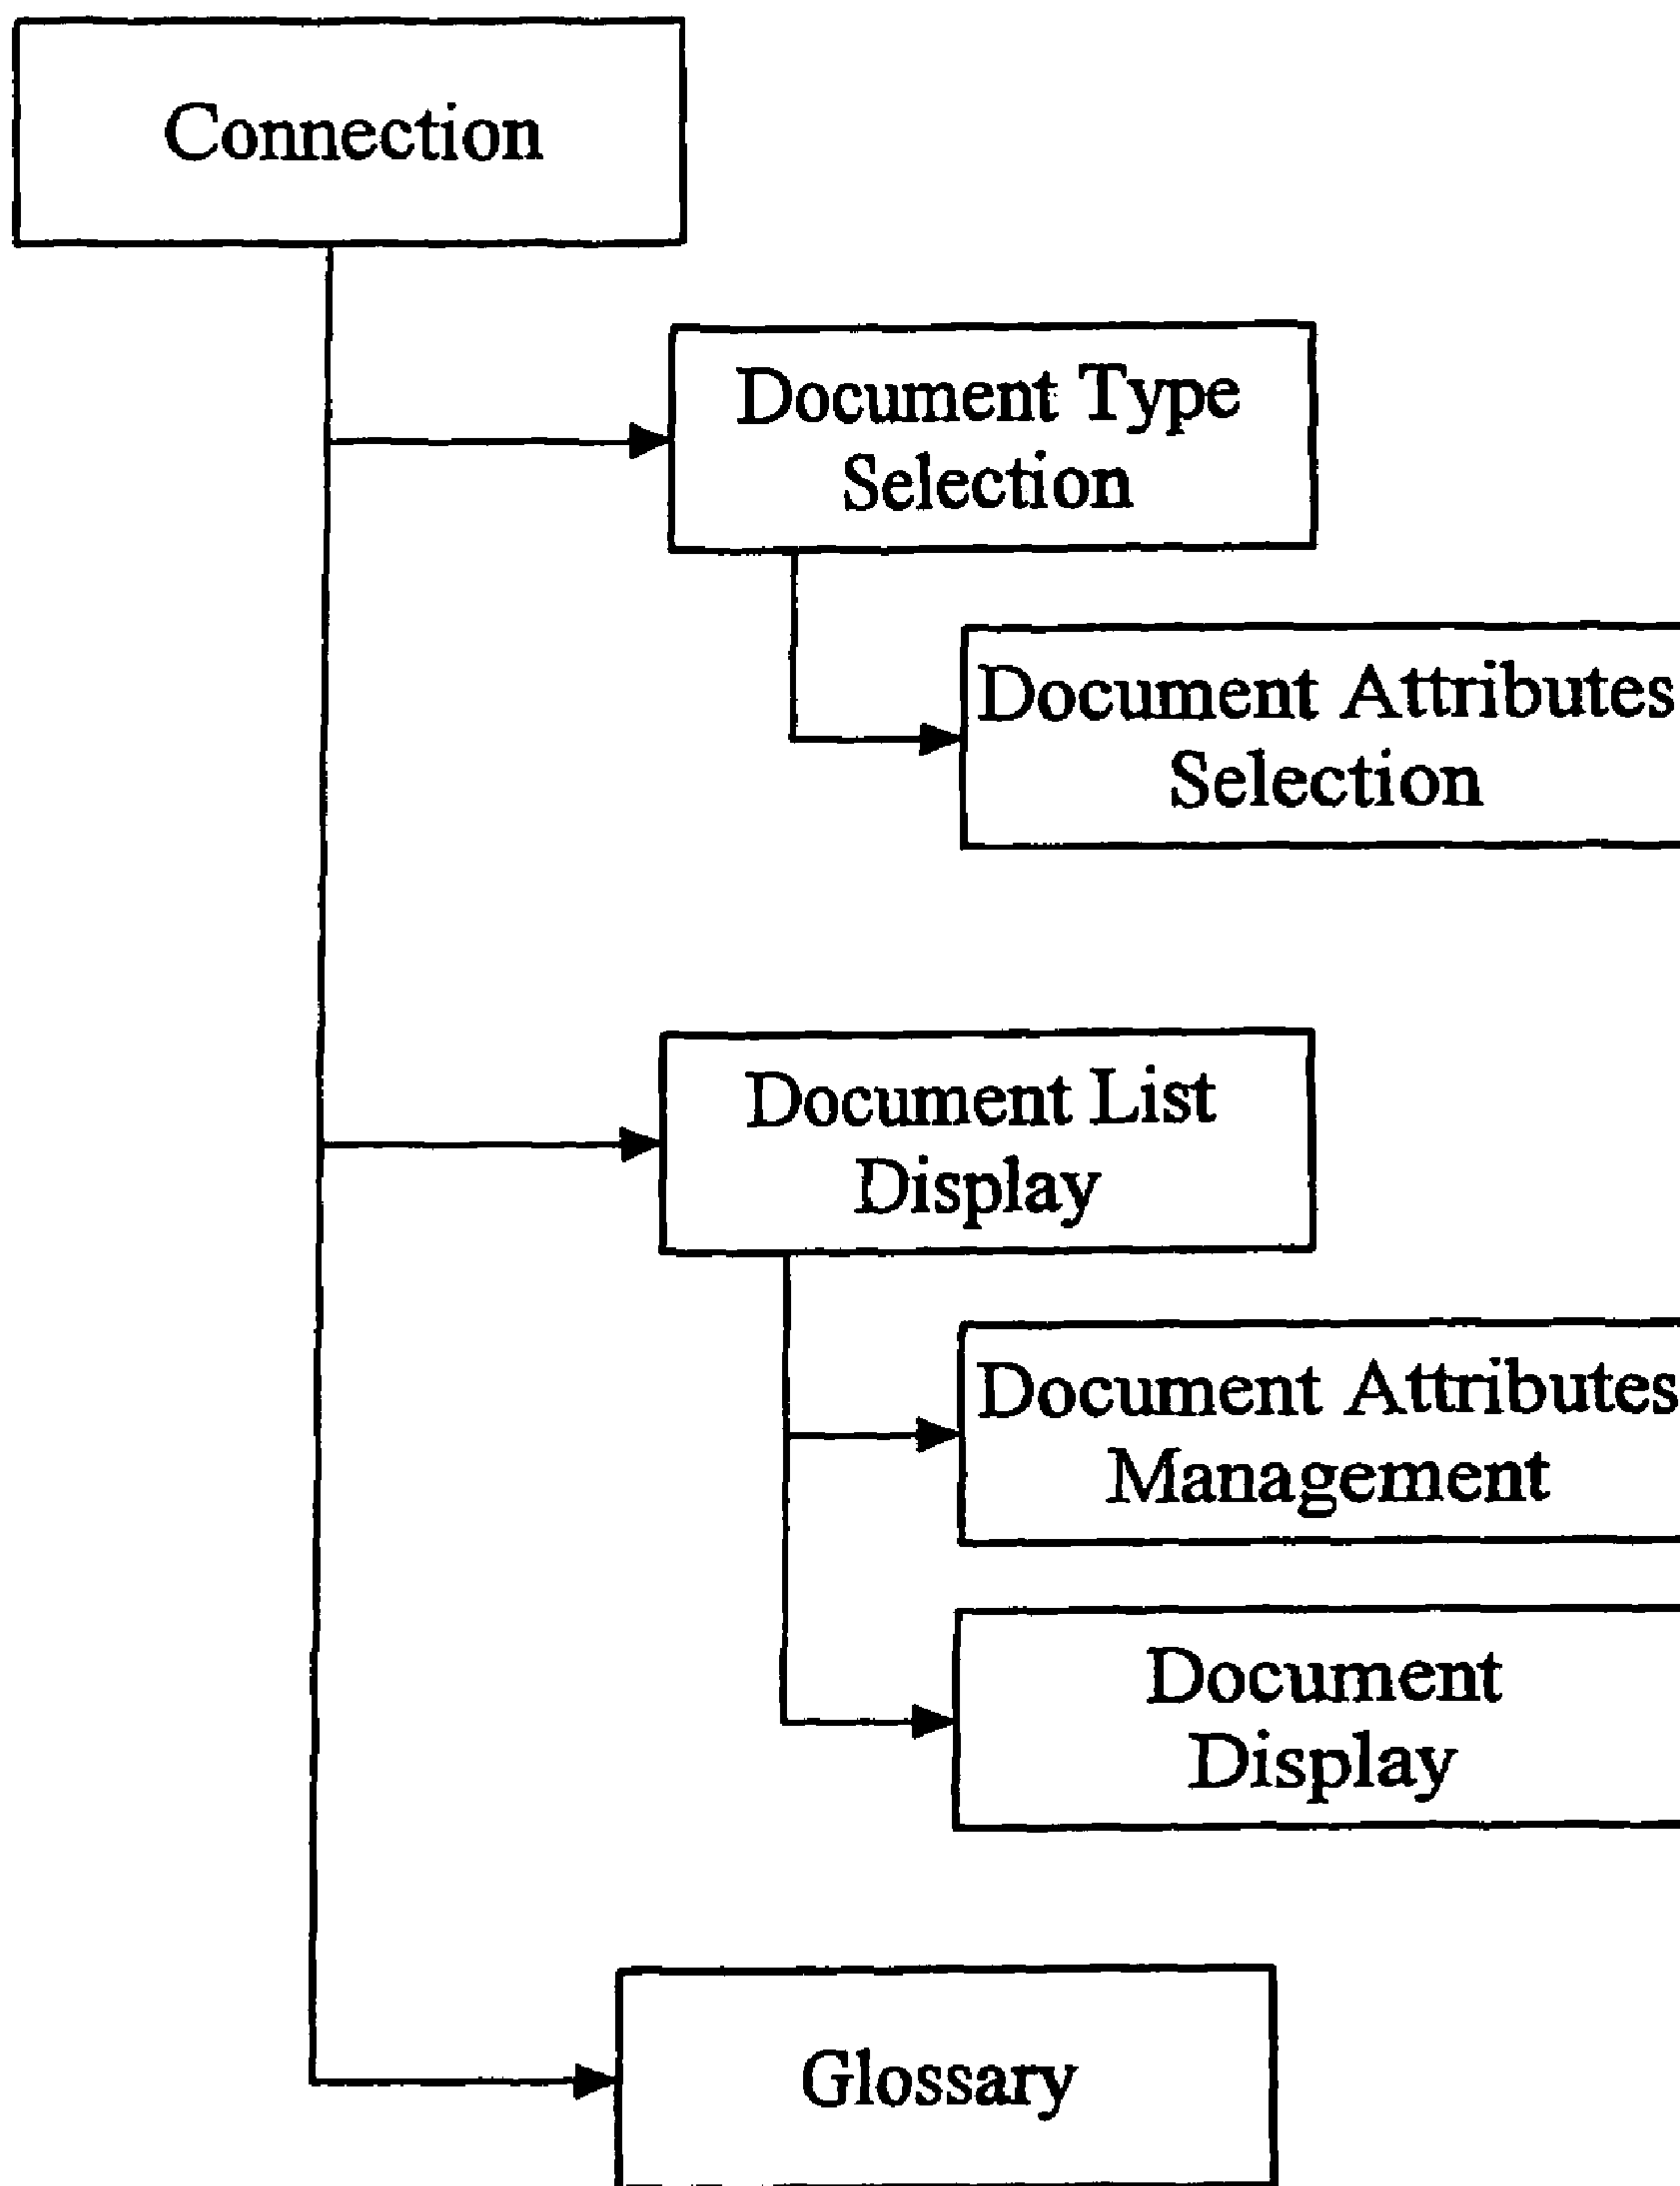 Connection
Document Type
Selection
Document Attributes
Selection
Document List
Display
Document Attributes
Management
Document
Display
Glossary